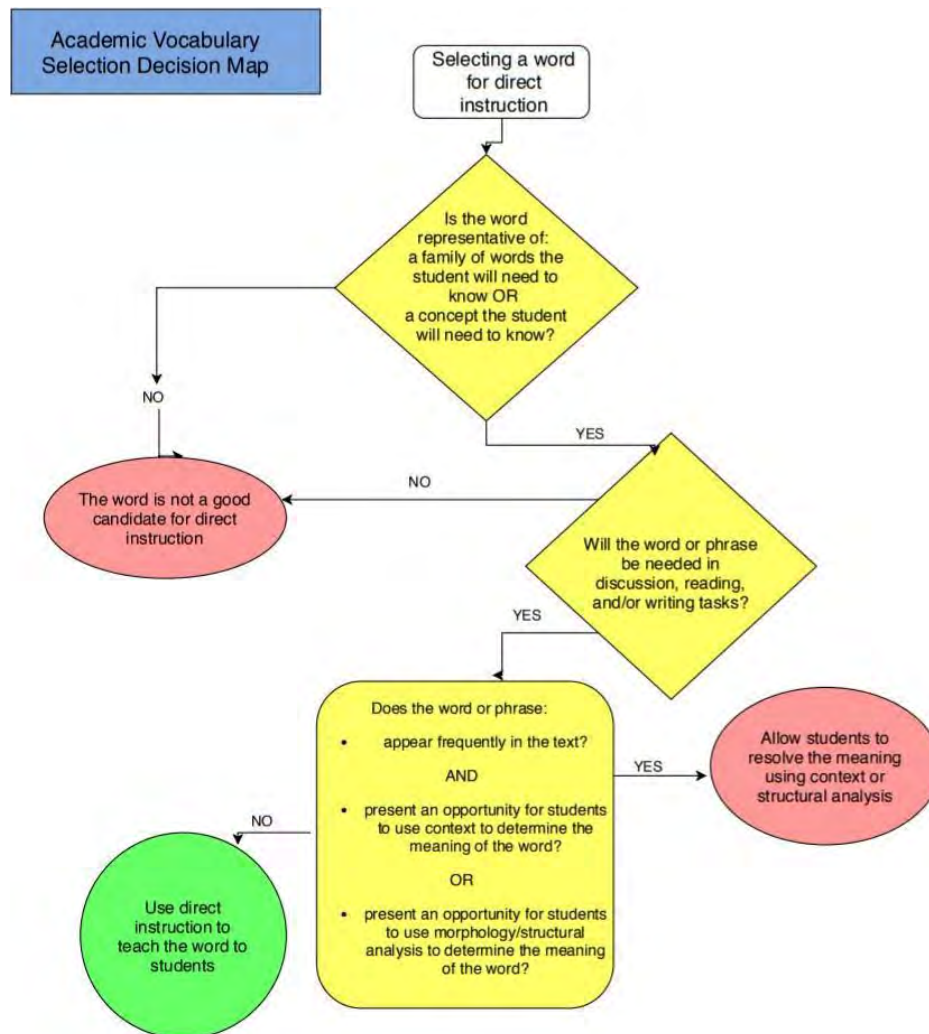 Academic Vocabulary
Selection Decision Map
Selecting a word
for direct
instruction
Is the word
representative of:
a family of words the
student will need to
know OR
a concept the student
will need to know?
NO
YES
The word is not a good
candidate for direct
instruction
NO
Will the word or phrase
be needed in
discussion, reading,
and/or writing tasks?
YES
Does the word or phrase:
• appear frequently in the text?
AND
• present an opportunity for students
to use context to determine the
meaning of the word?
OR
• present an opportunity for students
to use morphology/structural
analysis to determine the meaning
of the word?
YES
Allow students to
resolve the meaning
using context or
structural analysis
NO
Use direct
instruction to
teach the word to
students